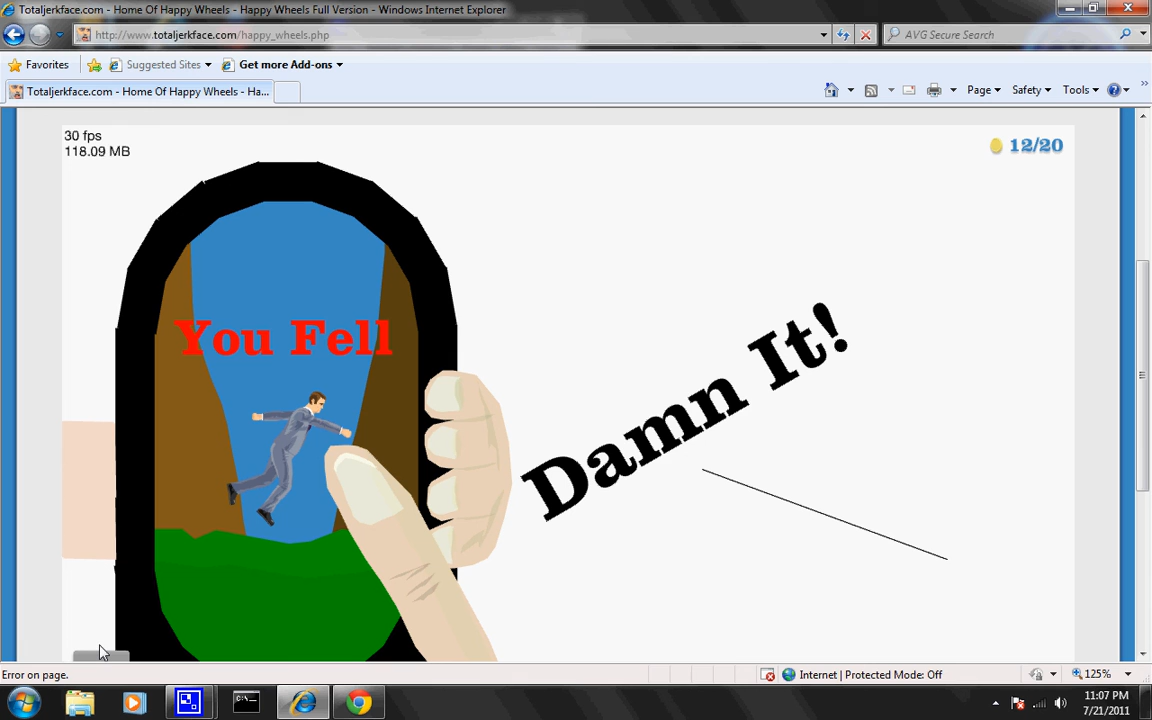 Totaljerkface.com - Home Of Happy Wheels - Happy Wheels Full Version - Windows Internet Explorer
http://www.totaljerkface.com/happy_wheels.php
AVG Secure Search
Favorites
Suggested Sites
Get more Add-ons
Totaljerkface.com - Home Of Happy Wheels - Ha...
Page
Safety
Tools
30 fps
118.09 MB
12/20
You Fell
Damn It!
Error on page.
Internet | Protected Mode: Off
125%
11:07 PM
7/21/2011